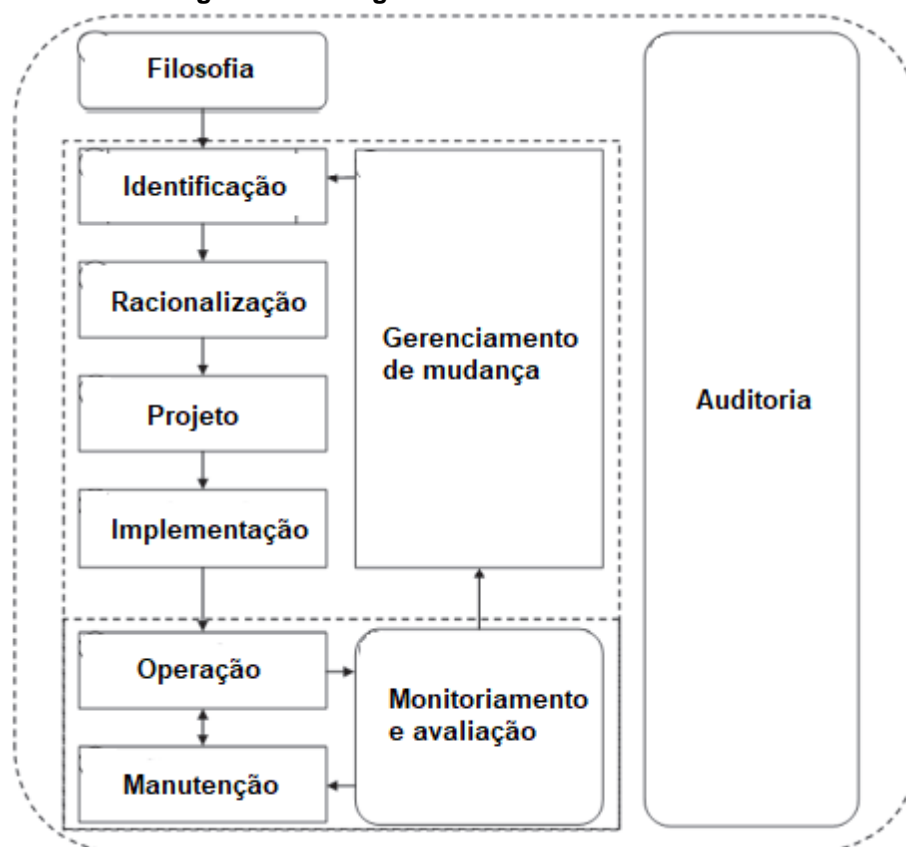 Filosofia
Identificação
Racionalização
Projeto
Implementação
Operação
Manutenção
Gerenciamento
de mudança
Monitoriamento
e avaliação
Auditoria